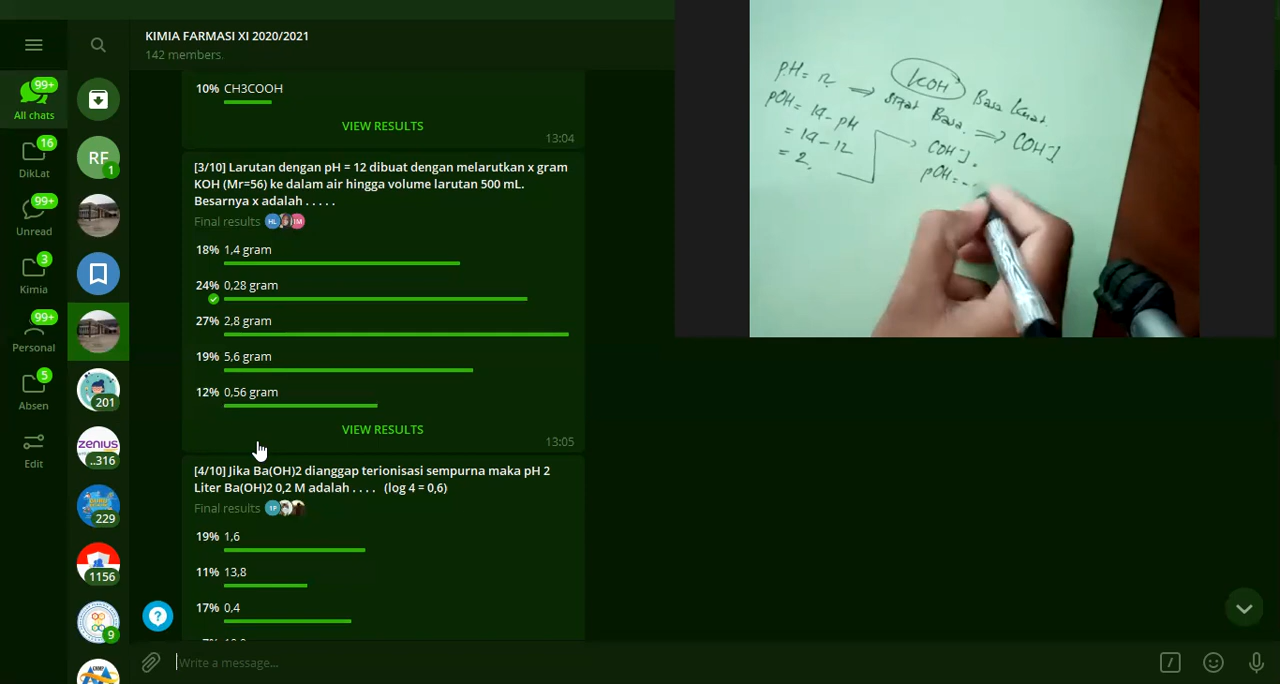 KIMIA FARMASI XI 2020/2021
142 members
99+
All chats
16
DikLat
99+
Unread
3
Kimia
99+
Personal
5
Absen
Edit
RF
1
201
zenius
..316
229
1156
9
10% CH3COOH
VIEW RESULTS
13:04
[3/10] Larutan dengan pH = 12 dibuat dengan melarutkan x gram
KOH (Mr=56) ke dalam air hingga volume larutan 500 mL.
Besarnya x adalah . . . . .
Final results HL IM
18% 1,4 gram
24% 0,28 gram
27% 2,8 gram
19% 5,6 gram
12% 0,56 gram
VIEW RESULTS
13:05
[4/10] Jika Ba(OH)2 dianggap terionisasi sempurna maka pH 2
Liter Ba(OH)2 0,2 M adalah . . . . (log 4 = 0,6)
Final results 1P
19% 1,6
11% 13,8
17% 0,4
Write a message...
pH = 12 ⇒ sifat Basa. ⇒ [OH-]
KOH
Basa kuat.
pOH = 14 - pH
= 14 - 12
= 2.
[OH-].
pOH = -